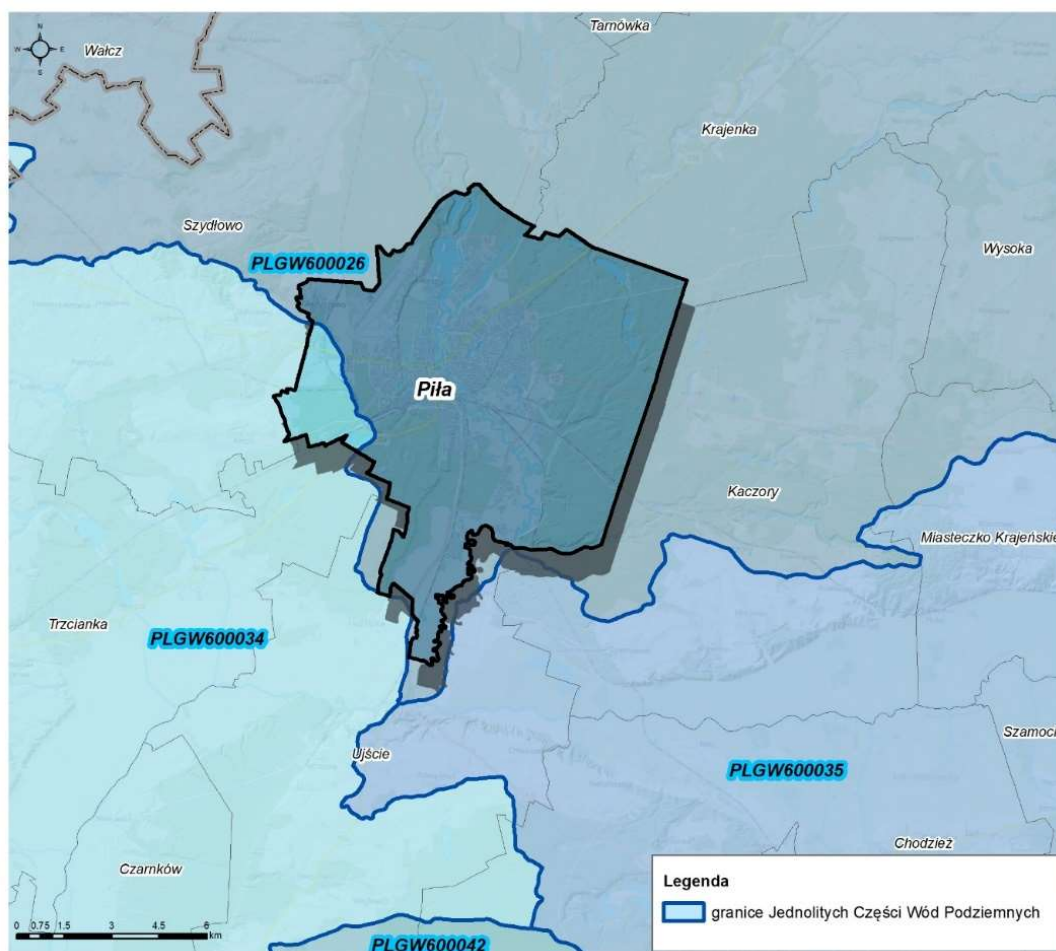 N
W E
S
Tarnówka
Wałcz
Krajenka
Szydłowo
Wysoka
PLGW600026
Piła
Kaczory
Miasteczko Krajeńskie
Trzcianka
PLGW600034
Szamocin
Ujście
PLGW600035
Chodzież
Czarnków
Legenda
granice Jednolitych Części Wód Podziemnych
0 0.75 1.5 3 4.5 6
km
PLGW600042